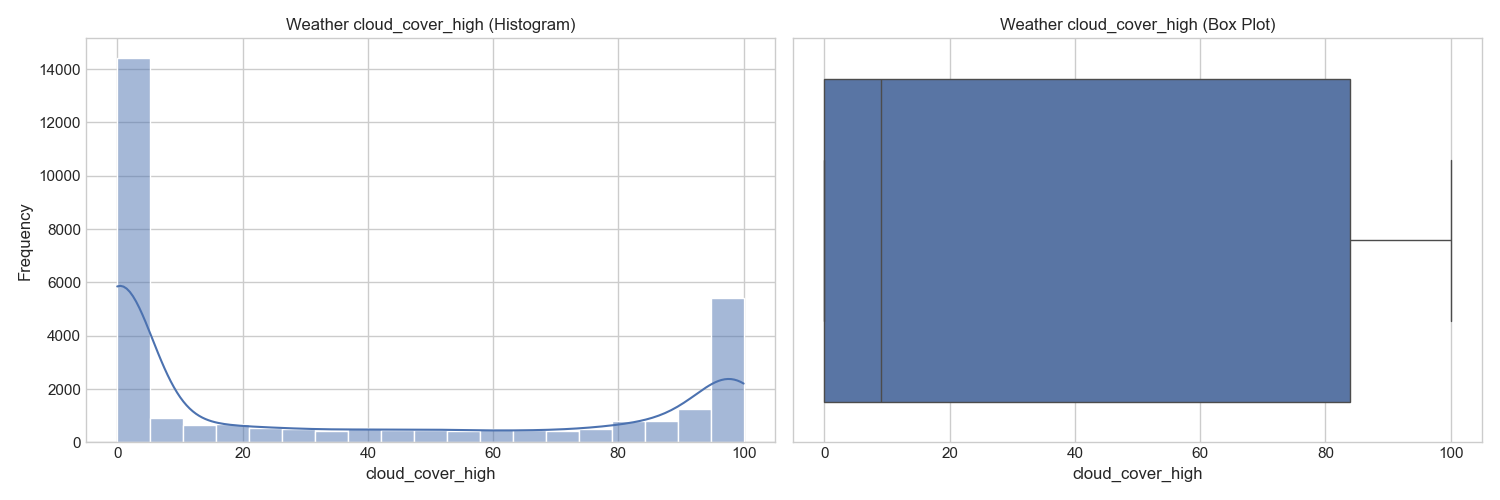 Weather cloud_cover_high (Histogram)
Frequency
14000
12000
10000
8000
6000
4000
2000
0
0 20 40 60 80 100
cloud_cover_high
Weather cloud_cover_high (Box Plot)
0 20 40 60 80 100
cloud_cover_high